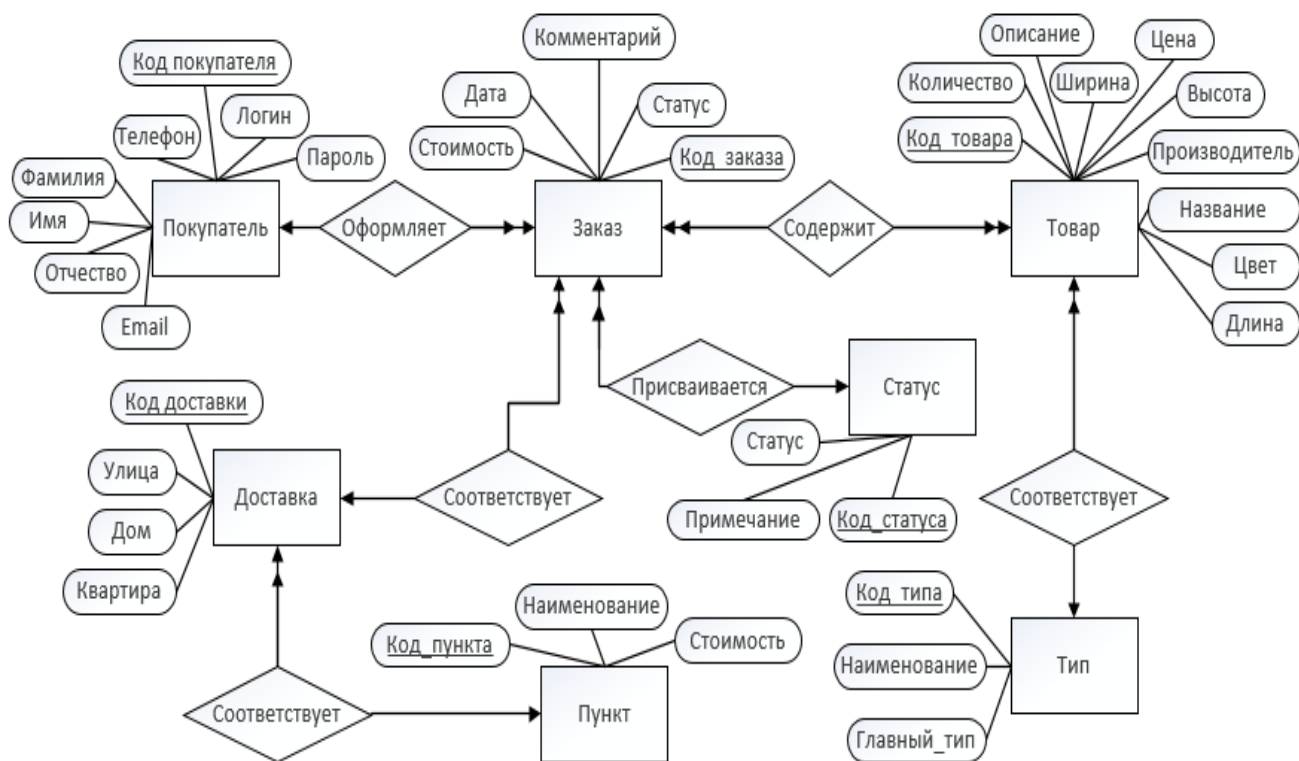 Комментарий
Описание
Цена
Код покупателя
Количество
Ширина
Высота
Дата
Статус
Логин
Телефон
Пароль
Стоимость
Код_заказа
Код_товара
Производитель
Фамилия
Имя
Отчество
Email
Покупатель
Оформляет
Заказ
Содержит
Товар
Название
Цвет
Длина
Присваивается
Статус
Код доставки
Статус
Улица
Доставка
Соответствует
Соответствует
Дом
Примечание
Код_статуса
Квартира
Наименование
Код_типа
Код_пункта
Стоимость
Наименование
Тип
Соответствует
Пункт
Главный_тип